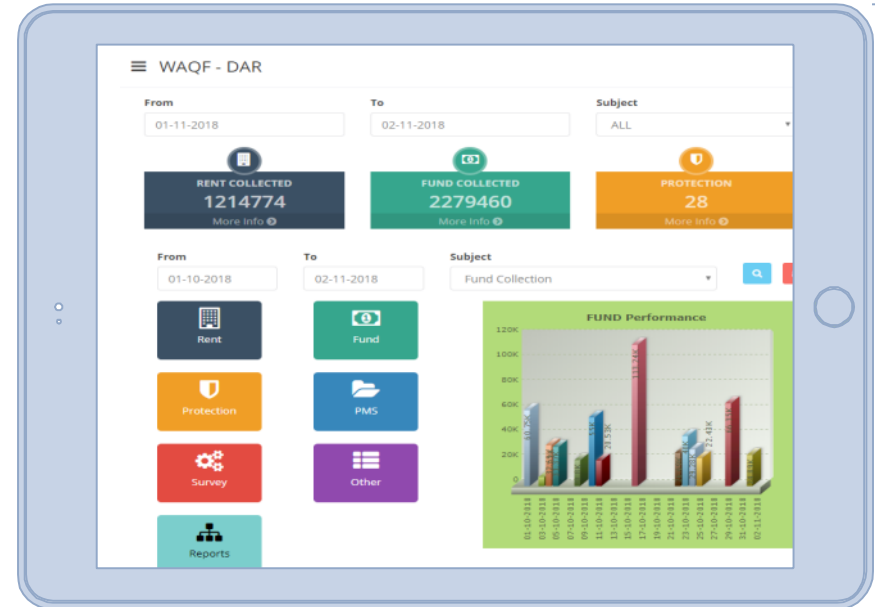 WAQF - DAR
From To Subject
01-11-2018 02-11-2018 ALL
RENT COLLECTED FUND COLLECTED PROTECTION
1214774 2279460 28
More Info More Info More Info
From To Subject
01-10-2018 02-11-2018 Fund Collection
Rent Fund
Protection PMS
Survey Other
Reports
FUND Performance
120K
100K
80K
60K
40K
20K
0
22.41K
01-10-2018
03-10-2018
05-10-2018
07-10-2018
09-10-2018
11-10-2018
13-10-2018
15-10-2018
17-10-2018
19-10-2018
21-10-2018
23-10-2018
25-10-2018
27-10-2018
29-10-2018
31-10-2018
02-11-2018